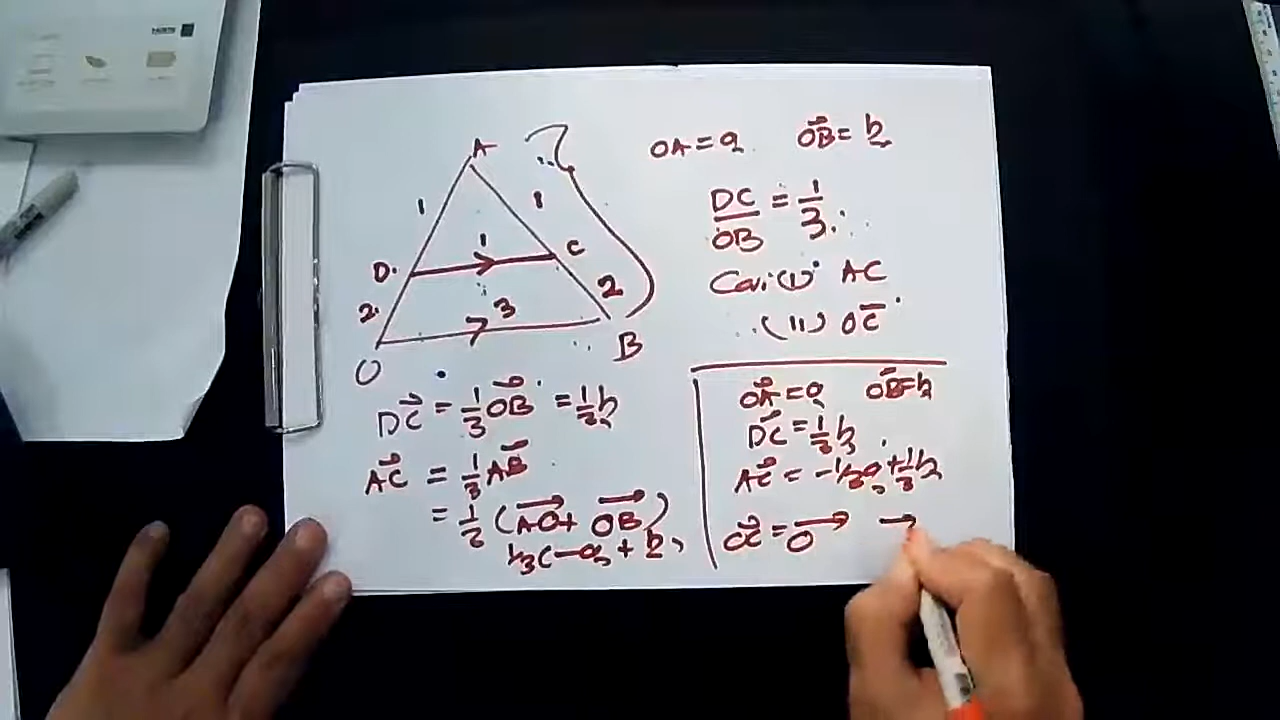 A
1
1
1
D.
C
2.
2
3
O
B
OA = a OB⃗ = b
DC/OB = 1/3.
Cari (i) AC
(ii) OC⃗
DC⃗ = 1/3 OB⃗ = 1/3 b
AC⃗ = 1/3 AB⃗
= 1/3 (AO⃗ + OB⃗)
1/3(-a + b)
OA⃗ = a OB⃗ = b
DC⃗ = 1/3 b
AC⃗ = -1/3 a + 1/3 b
OC⃗ = O